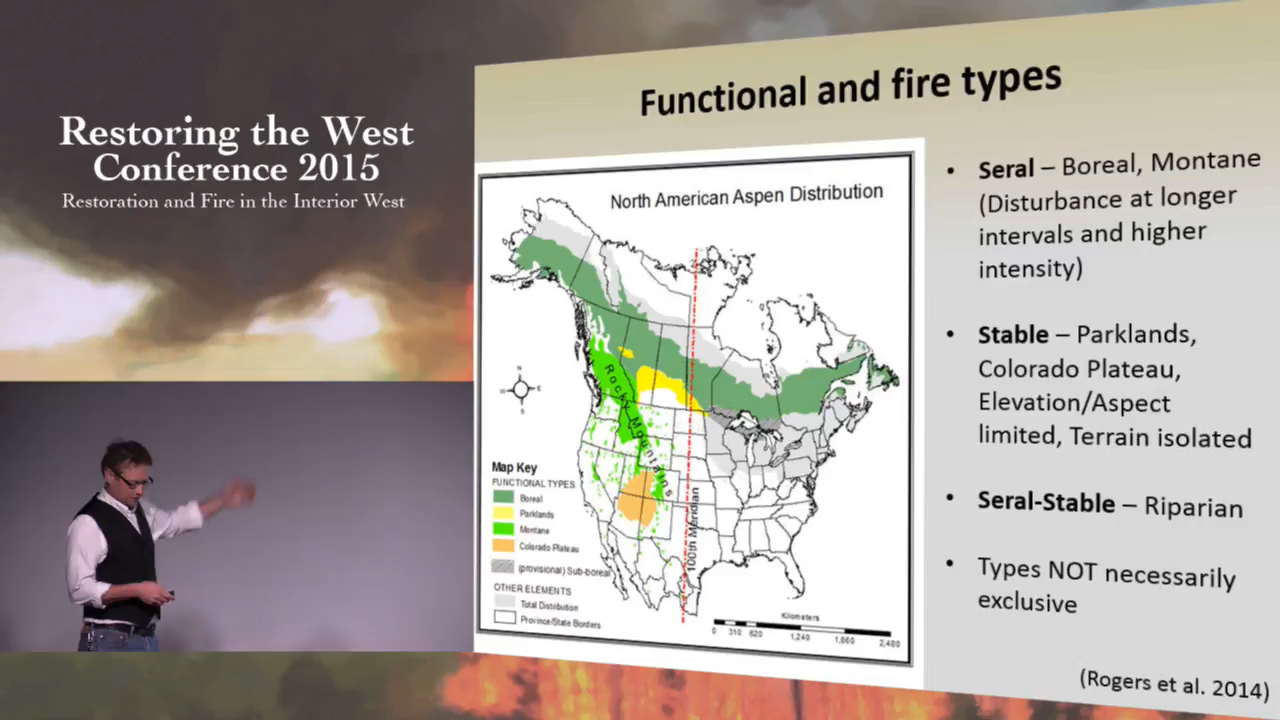 Restoring the West
Conference 2015
Restoration and Fire in the Interior West
Functional and fire types
North American Aspen Distribution
Rocky Mountains
100th Meridian
N
W
E
S
Map Key
FUNCTIONAL TYPES
Boreal
Parklands
Montane
Colorado Plateau
(provisional) Sub-boreal
OTHER ELEMENTS
Total Distribution
Province/State Borders
Kilometers
0 310 620 1,240 1,860 2,480
• Seral – Boreal, Montane
(Disturbance at longer
intervals and higher
intensity)
• Stable – Parklands,
Colorado Plateau,
Elevation/Aspect
limited, Terrain isolated
• Seral-Stable – Riparian
• Types NOT necessarily
exclusive
(Rogers et al. 2014)